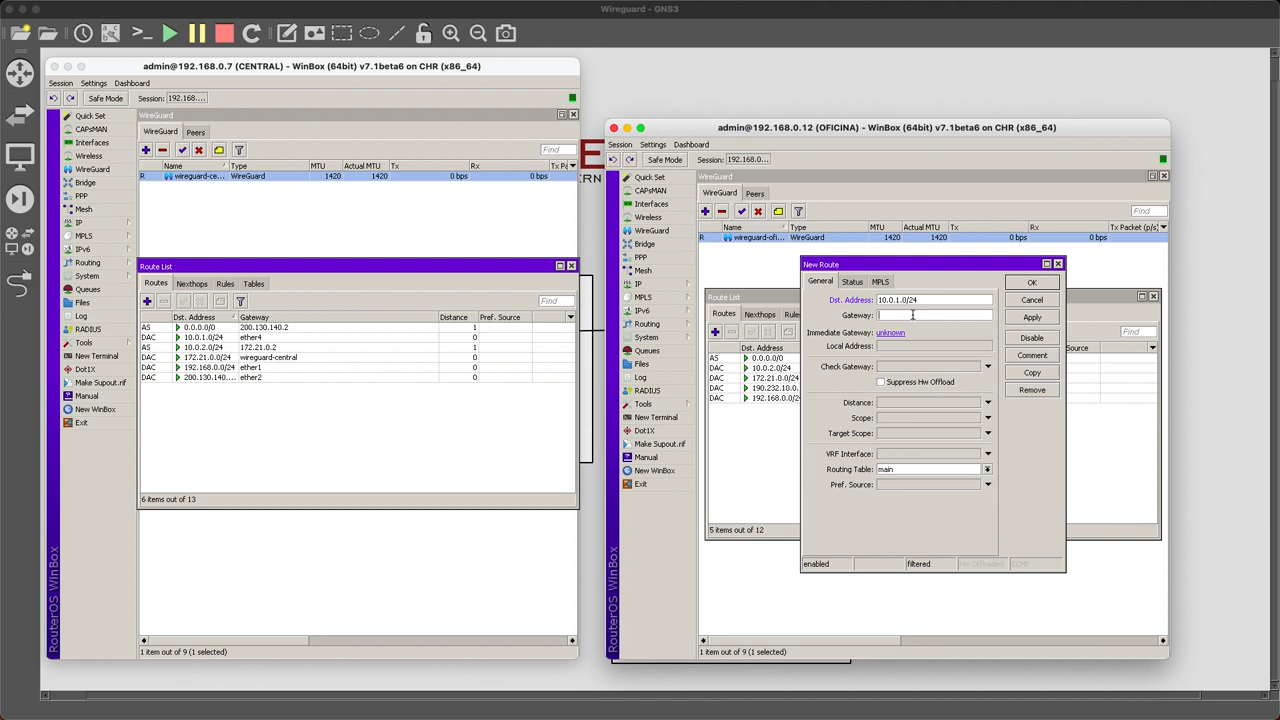 Wireguard - GNS3
admin@192.168.0.7 (CENTRAL) - WinBox (64bit) v7.1beta6 on CHR (x86_64)
Session Settings Dashboard
Safe Mode Session: 192.168....
Quick Set
CAPsMAN
Interfaces
Wireless
WireGuard
Bridge
PPP
Mesh
IP
MPLS
IPv6
Routing
System
Queues
Files
Log
RADIUS
Tools
New Terminal
Dot1X
Make Supout.rif
Manual
New WinBox
Exit
RouterOS WinBox
WireGuard
WireGuard Peers
Find
Name Type MTU Actual MTU Tx Rx Tx Pa
R wireguard-ce... WireGuard 1420 1420 0 bps 0 bps
Route List
Routes Nexthops Rules Tables
Find
Dst. Address Gateway Distance Pref. Source
AS 0.0.0.0/0 200.130.140.2 1
DAC 10.0.1.0/24 ether4 0
AS 10.0.2.0/24 172.21.0.2 1
DAC 172.21.0.0/24 wireguard-central 0
DAC 192.168.0.0/24 ether1 0
DAC 200.130.140.... ether2 0
6 items out of 13
1 item out of 9 (1 selected)
E
ERN
admin@192.168.0.12 (OFICINA) - WinBox (64bit) v7.1beta6 on CHR (x86_64)
Session Settings Dashboard
Safe Mode Session: 192.168.0...
Quick Set
CAPsMAN
Interfaces
Wireless
WireGuard
Bridge
PPP
Mesh
IP
MPLS
IPv6
Routing
System
Queues
Files
Log
RADIUS
Tools
New Terminal
Dot1X
Make Supout.rif
Manual
New WinBox
Exit
RouterOS WinBox
WireGuard
WireGuard Peers
Find
Name Type MTU Actual MTU Tx Rx Tx Packet (p/s)
R wireguard-ofi... WireGuard 1420 1420 0 bps 0 bps
Route List
Routes Nexthops Rules
Find
Dst. Address Source
AS 0.0.0.0/0
DAC 10.0.2.0/24
DAC 172.21.0.0/24
DAC 190.232.10.0
DAC 192.168.0.0/24
5 items out of 12
1 item out of 9 (1 selected)
New Route
General Status MPLS
Dst. Address: 10.0.1.0/24
Gateway:
Immediate Gateway: unknown
Local Address:
Check Gateway:
Suppress Hw Offload
Distance:
Scope:
Target Scope:
VRF Interface:
Routing Table: main
Pref. Source:
OK
Cancel
Apply
Disable
Comment
Copy
Remove
enabled filtered Hw Offloaded ECMP